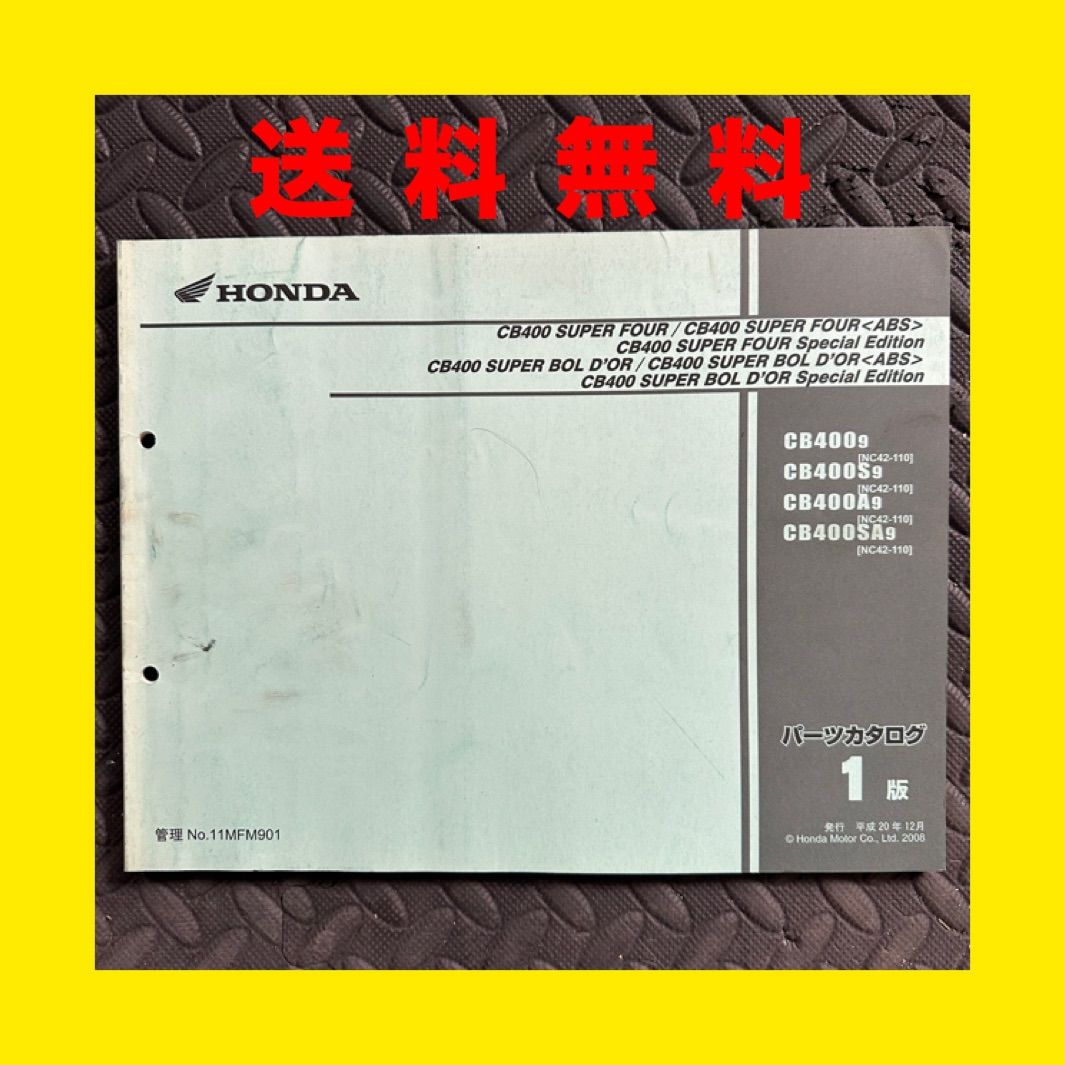 送料無料
HONDA
CB400 SUPER FOUR / CB400 SUPER FOUR<ABS>
CB400 SUPER FOUR Special Edition
CB400 SUPER BOL D'OR / CB400 SUPER BOL D'OR<ABS>
CB400 SUPER BOL D'OR Special Edition
CB4009
[NC42-110]
CB400S9
[NC42-110]
CB400A9
[NC42-110]
CB400SA9
[NC42-110]
パーツカタログ
1 版
発行 平成20年12月
© Honda Motor Co., Ltd. 2008
管理 No.11MFM901